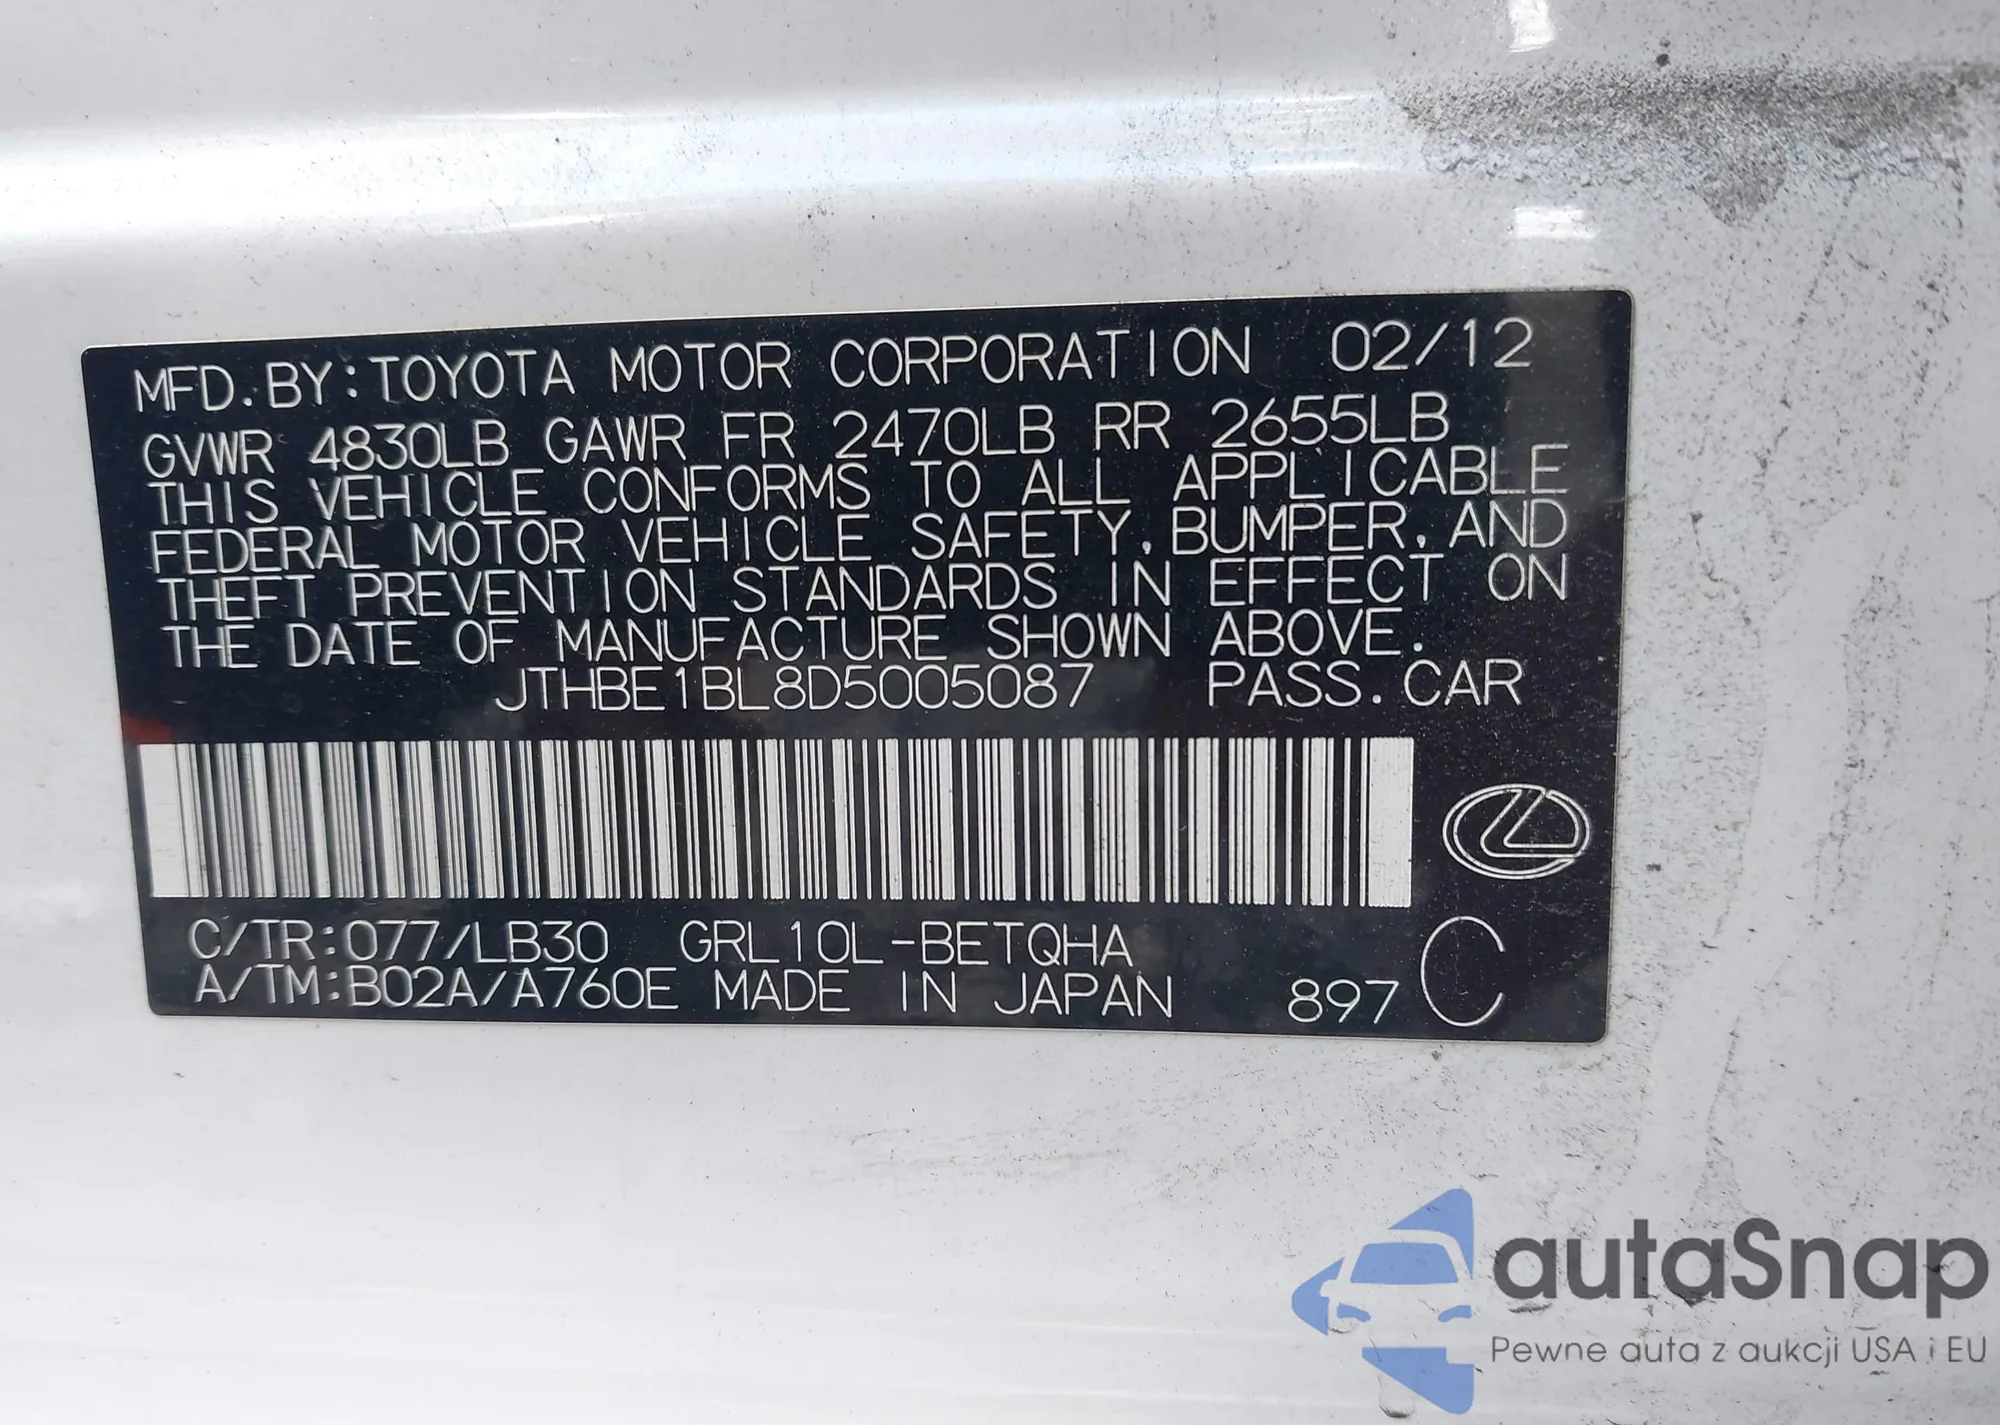 MFD. BY: TOYOTA MOTOR CORPORATION 02/12
GVWR 4830LB GAWR FR 2470LB RR 2655LB
THIS VEHICLE CONFORMS TO ALL APPLICABLE
FEDERAL MOTOR VEHICLE SAFETY, BUMPER, AND
THEFT PREVENTION STANDARDS IN EFFECT ON
THE DATE OF MANUFACTURE SHOWN ABOVE.
JTHBE1BL8D5005087 PASS. CAR
C/TR: 077/LB30 GRL10L-BETQHA
A/TM: B02A/A760E MADE IN JAPAN 897 C
autaSnap
Pewne auta z aukcji USA i EU